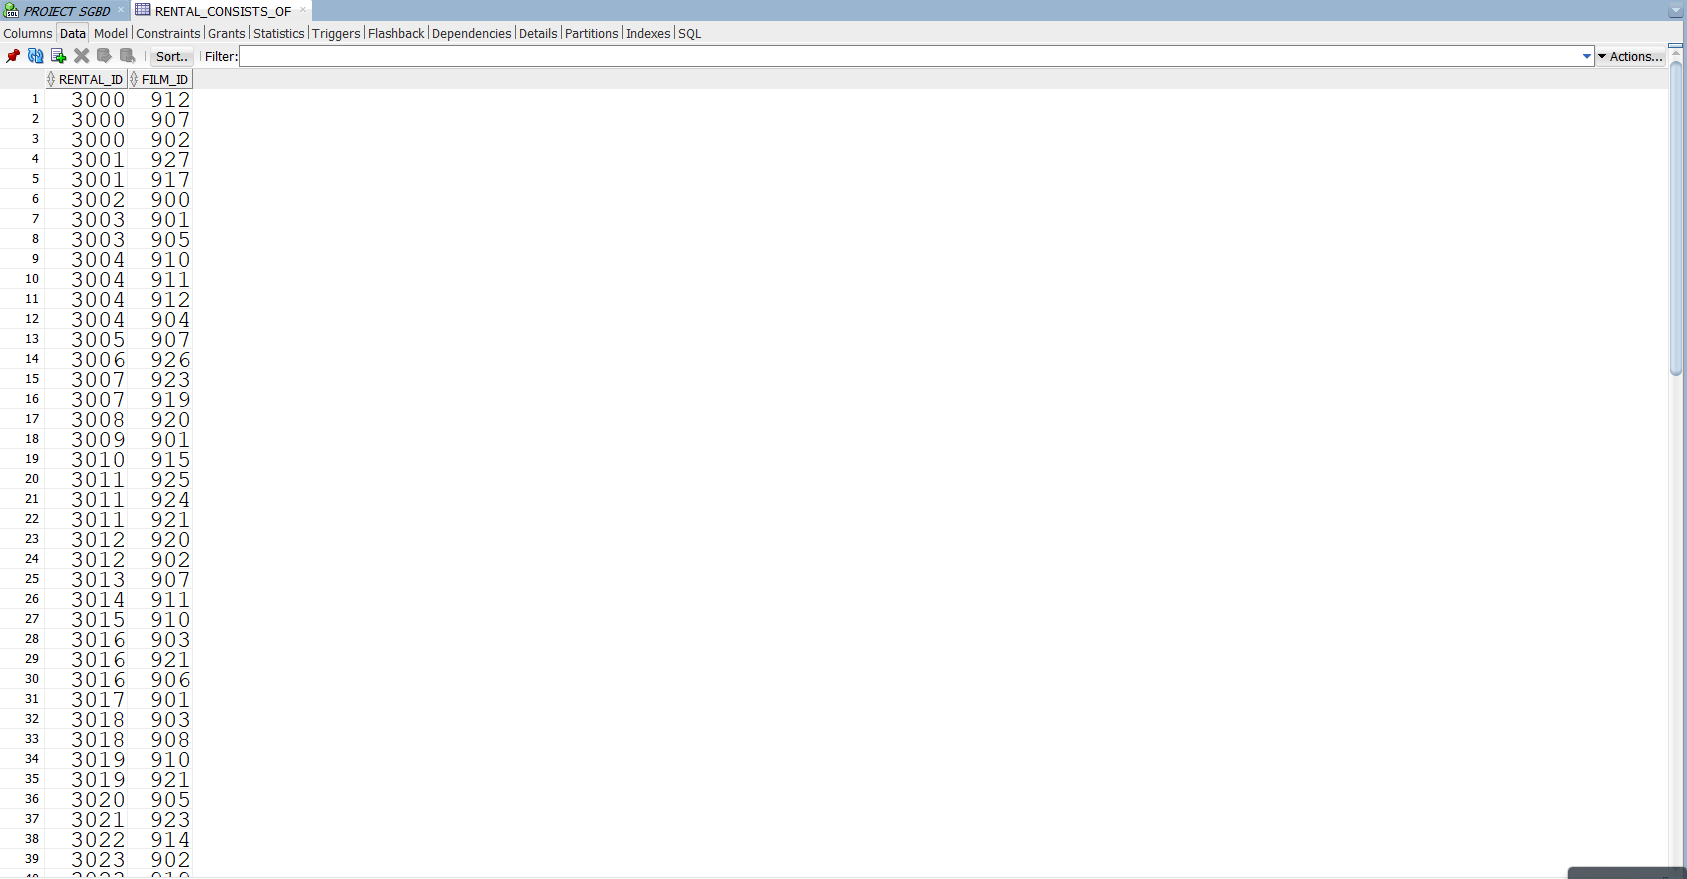 PROIECT SGBD RENTAL_CONSISTS_OF
Columns Data Model Constraints Grants Statistics Triggers Flashback Dependencies Details Partitions Indexes SQL
Sort.. Filter: Actions...
RENTAL_ID FILM_ID
1 3000 912
2 3000 907
3 3000 902
4 3001 927
5 3001 917
6 3002 900
7 3003 901
8 3003 905
9 3004 910
10 3004 911
11 3004 912
12 3004 904
13 3005 907
14 3006 926
15 3007 923
16 3007 919
17 3008 920
18 3009 901
19 3010 915
20 3011 925
21 3011 924
22 3011 921
23 3012 920
24 3012 902
25 3013 907
26 3014 911
27 3015 910
28 3016 903
29 3016 921
30 3016 906
31 3017 901
32 3018 903
33 3018 908
34 3019 910
35 3019 921
36 3020 905
37 3021 923
38 3022 914
39 3023 902